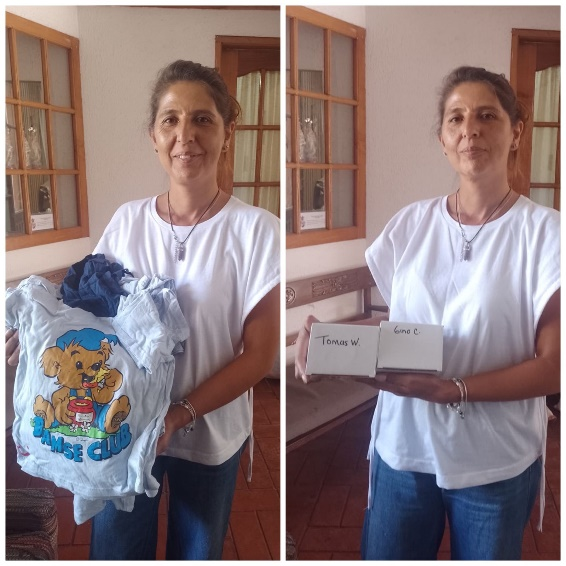 BAMSE CLUB
Tomas W.
Gino C.